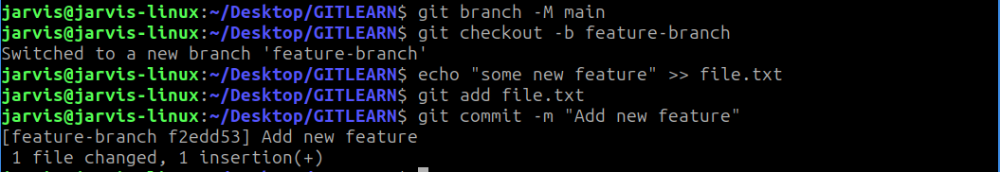 jarvis@jarvis-linux:~/Desktop/GITLEARN$ git branch -M main
jarvis@jarvis-linux:~/Desktop/GITLEARN$ git checkout -b feature-branch
Switched to a new branch 'feature-branch'
jarvis@jarvis-linux:~/Desktop/GITLEARN$ echo "some new feature" >> file.txt
jarvis@jarvis-linux:~/Desktop/GITLEARN$ git add file.txt
jarvis@jarvis-linux:~/Desktop/GITLEARN$ git commit -m "Add new feature"
[feature-branch f2edd53] Add new feature
 1 file changed, 1 insertion(+)